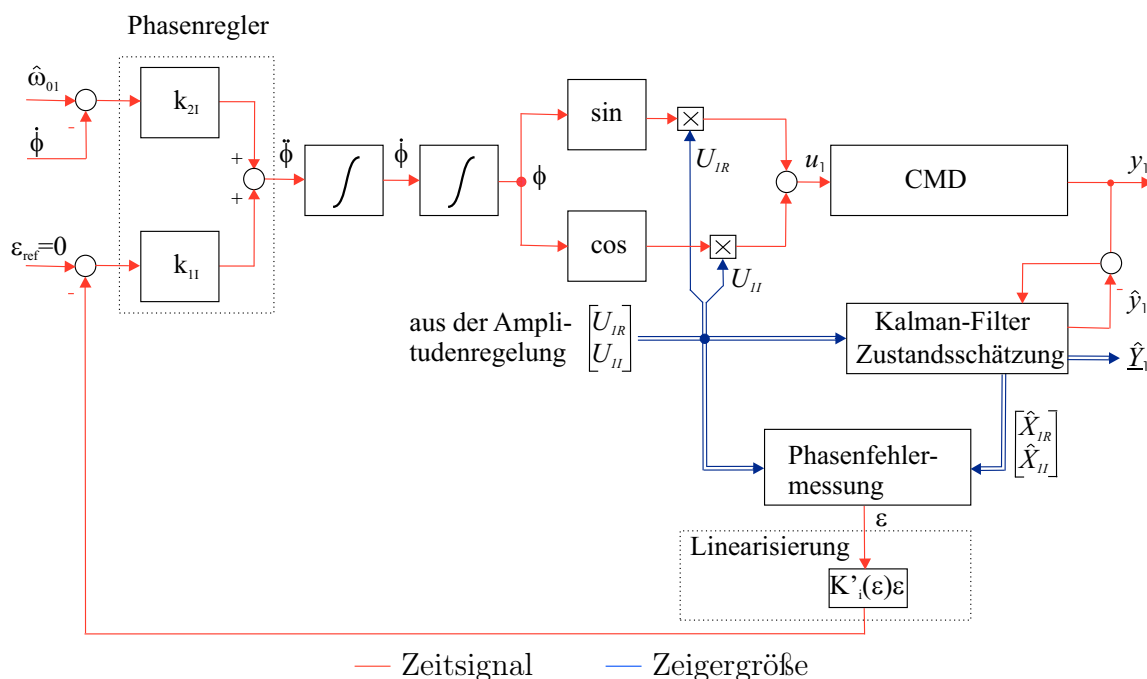 Phasenregler
ω̂₀₁
k₂I
-
φ̇
+
+
φ̈
φ̇
φ
sin
cos
×
×
U₁R
U₁I
u₁
CMD
y₁
ε_ref=0
k₁I
-
-
ŷ₁
aus der Ampli-
tudenregelung
[U₁R
U₁I]
Kalman-Filter
Zustandsschätzung
Ŷ₁
[X̂₁R
X̂₁I]
Phasenfehler-
messung
ε
Linearisierung
K’ᵢ(ε)ε
Zeitsignal
Zeigergröße